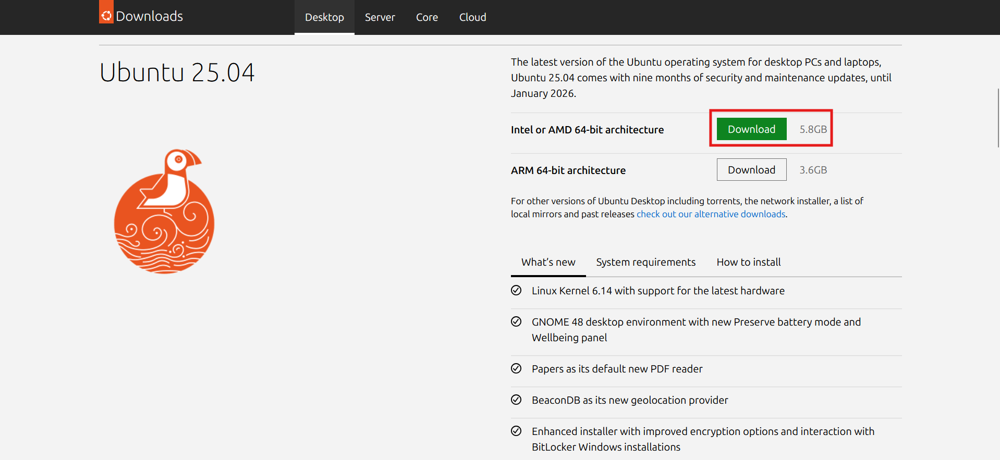 Downloads
Desktop
Server
Core
Cloud
Ubuntu 25.04
The latest version of the Ubuntu operating system for desktop PCs and laptops,
Ubuntu 25.04 comes with nine months of security and maintenance updates, until
January 2026.
Intel or AMD 64-bit architecture
Download
5.8GB
ARM 64-bit architecture
Download
3.6GB
For other versions of Ubuntu Desktop including torrents, the network installer, a list of
local mirrors and past releases check out our alternative downloads.
What’s new
System requirements
How to install
Linux Kernel 6.14 with support for the latest hardware
GNOME 48 desktop environment with new Preserve battery mode and
Wellbeing panel
Papers as its default new PDF reader
BeaconDB as its new geolocation provider
Enhanced installer with improved encryption options and interaction with
BitLocker Windows installations